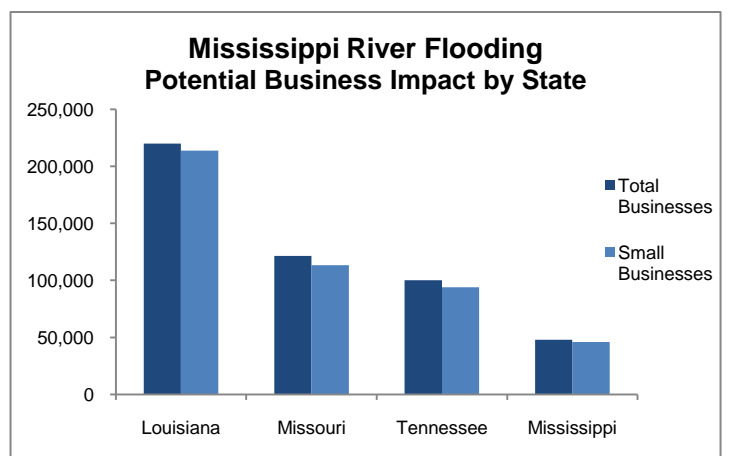 Mississippi River Flooding
Potential Business Impact by State
250,000
200,000
150,000
100,000
50,000
0
Louisiana
Missouri
Tennessee
Mississippi
Total
Businesses
Small
Businesses